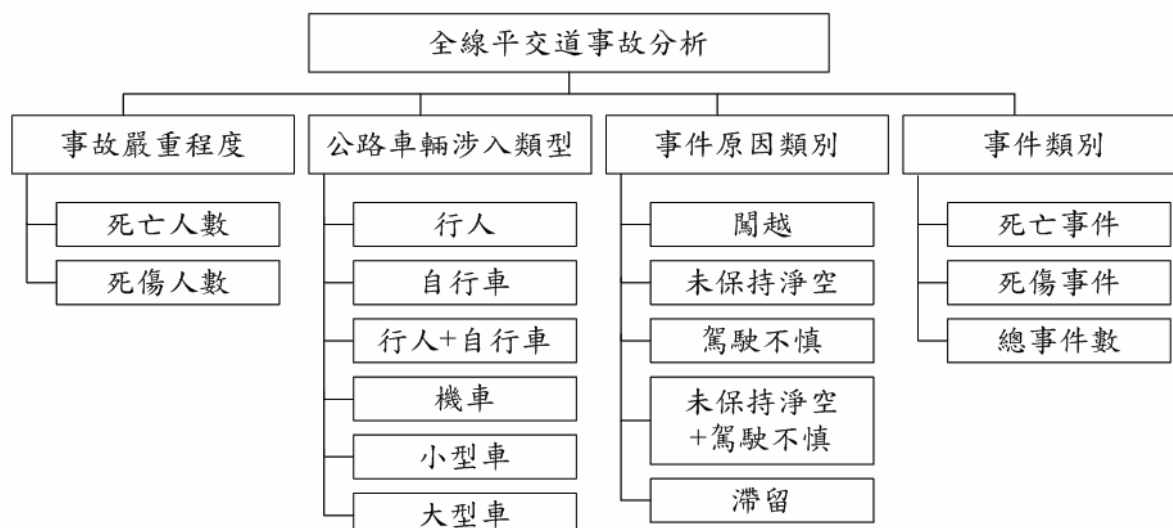 全線平交道事故分析
事故嚴重程度
死亡人數
死傷人數
公路車輛涉入類型
行人
自行車
行人+自行車
機車
小型車
大型車
事件原因類別
闖越
未保持淨空
駕駛不慎
未保持淨空
+駕駛不慎
滯留
事件類別
死亡事件
死傷事件
總事件數